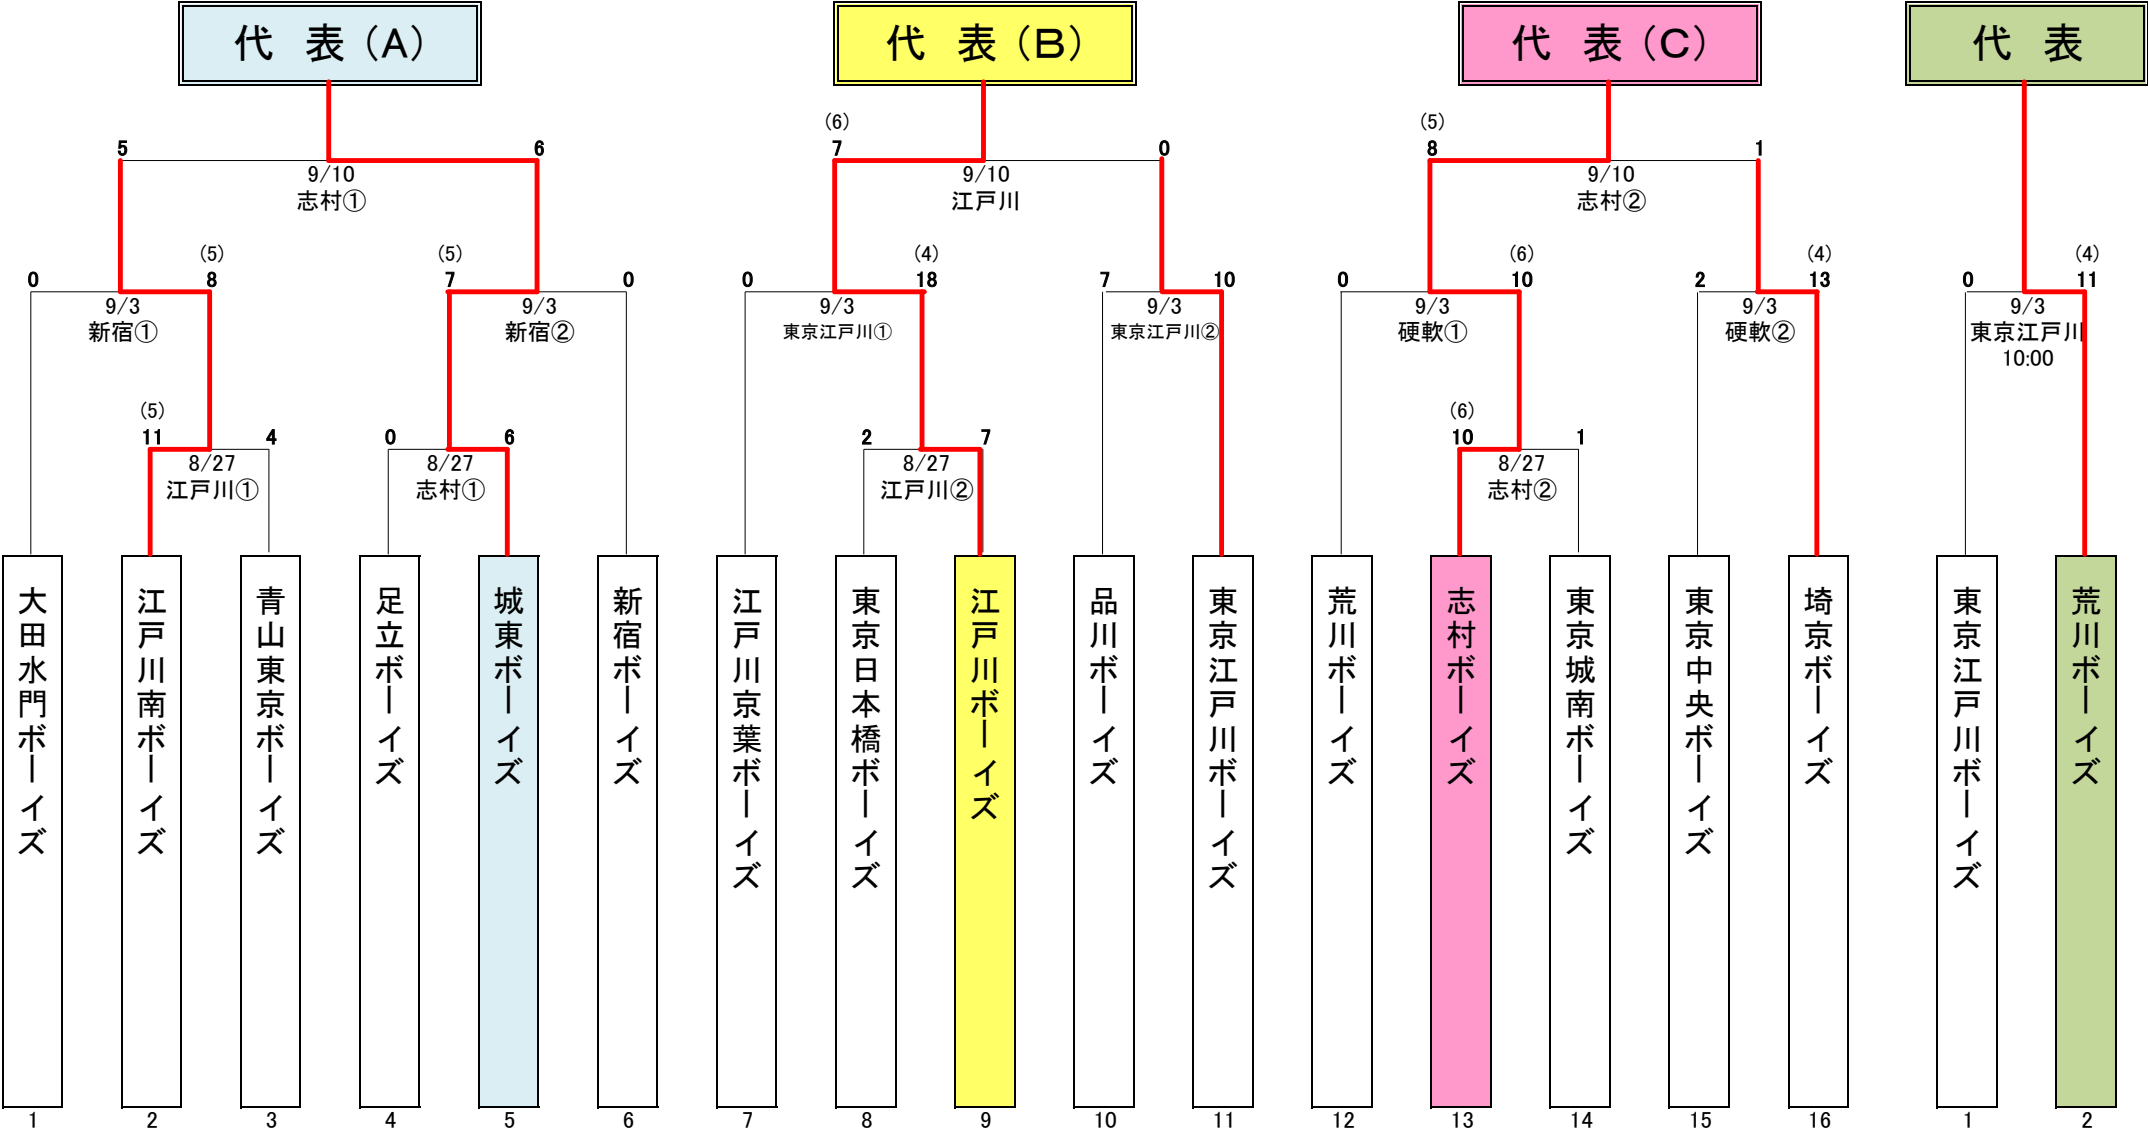 代　表（A）
代　表（B）
代　表（C）
代　表
(6)
(5)
5
6
7
0
8
1
9/10
9/10
9/10
志村①
江戸川
志村②
(5)
(5)
(4)
(6)
(4)
(4)
0
8
7
0
0
18
7
10
0
10
2
13
0
11
9/3
9/3
9/3
9/3
9/3
9/3
9/3
新宿①
新宿②
東京江戸川①
東京江戸川②
硬軟①
硬軟②
東京江戸川
10:00
(5)
(6)
11
4
0
6
2
7
10
1
8/27
8/27
8/27
8/27
江戸川①
志村①
江戸川②
志村②
大田水門ボーイズ
江戸川南ボーイズ
青山東京ボーイズ
足立ボーイズ
城東ボーイズ
新宿ボーイズ
江戸川京葉ボーイズ
東京日本橋ボーイズ
江戸川ボーイズ
品川ボーイズ
東京江戸川ボーイズ
荒川ボーイズ
志村ボーイズ
東京城南ボーイズ
東京中央ボーイズ
埼京ボーイズ
東京江戸川ボーイズ
荒川ボーイズ
1
2
3
4
5
6
7
8
9
10
11
12
13
14
15
16
1
2